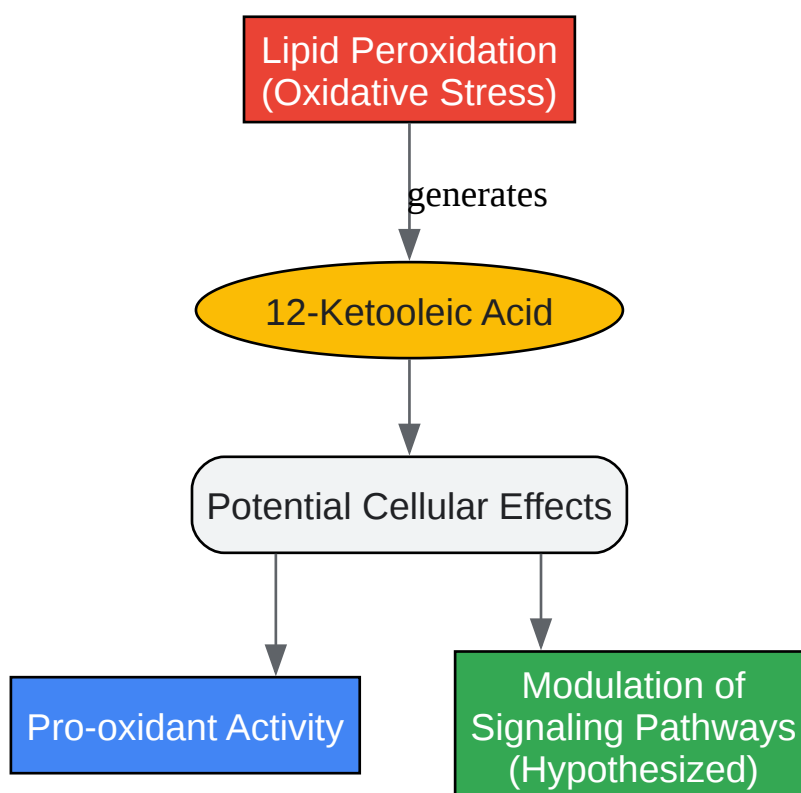 Lipid Peroxidation
(Oxidative Stress)
generates
12-Ketooleic Acid
Potential Cellular Effects
Pro-oxidant Activity
Modulation of
Signaling Pathways
(Hypothesized)